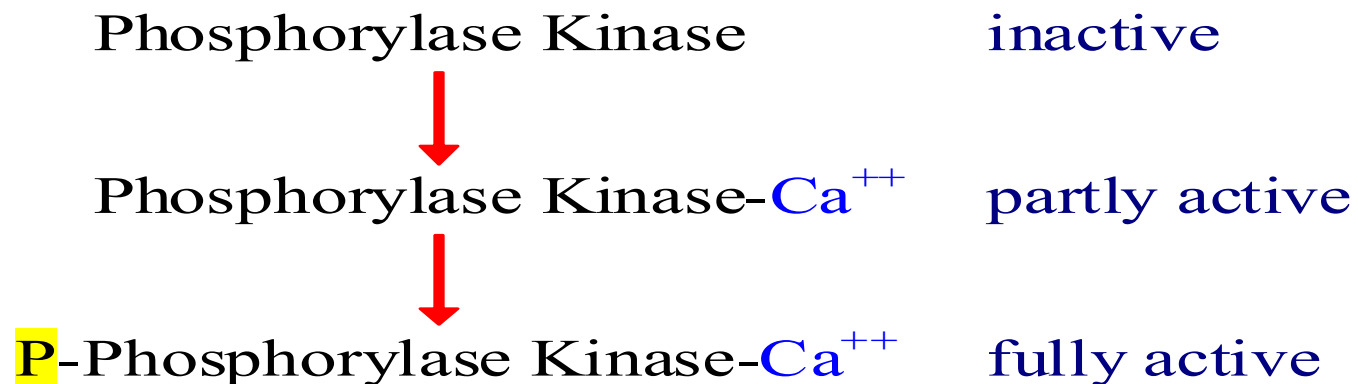 Phosphorylase Kinase inactive
Phosphorylase Kinase-Ca++ partly active
P-Phosphorylase Kinase-Ca++ fully active